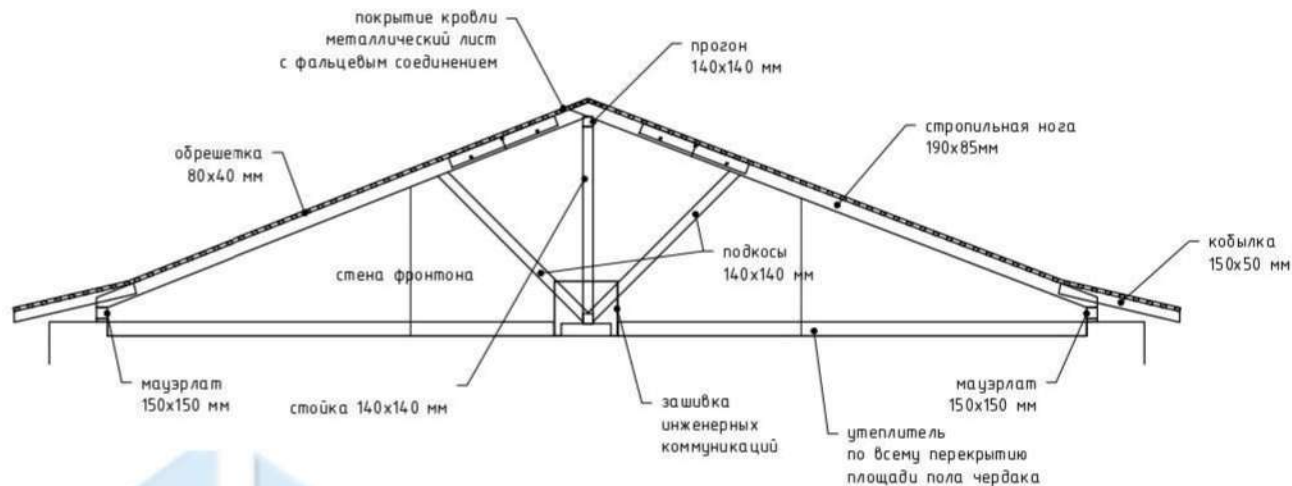 покрытие кровли
металлический лист
с фальцевым соединением
прогон
140х140 мм
обрешетка
80х40 мм
стропильная нога
190х85мм
кобылка
150х50 мм
стена фронтона
подкосы
140х140 мм
мауэрлат
150х150 мм
стойка 140х140 мм
зашивка
инженерных
коммуникаций
мауэрлат
150х150 мм
утеплитель
по всему перекрытию
площади пола чердака